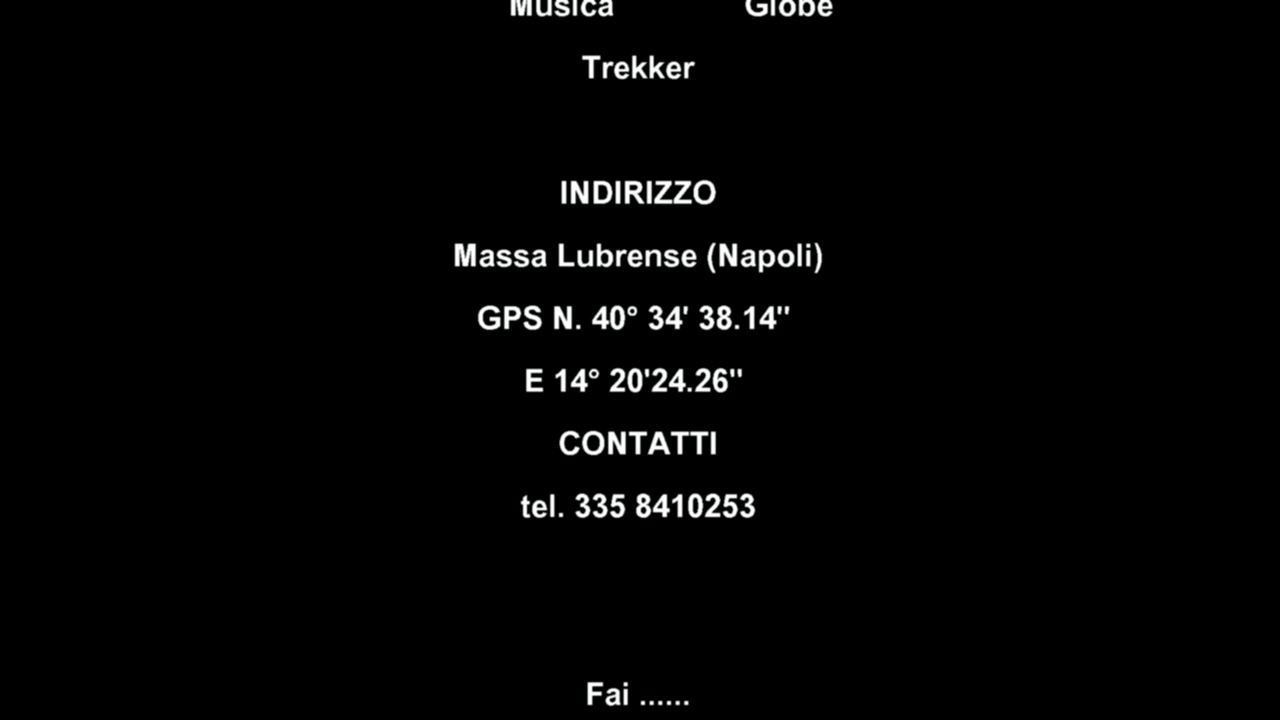 Musica Globe
Trekker
INDIRIZZO
Massa Lubrense (Napoli)
GPS N. 40° 34' 38.14"
E 14° 20'24.26"
CONTATTI
tel. 335 8410253
Fai ......